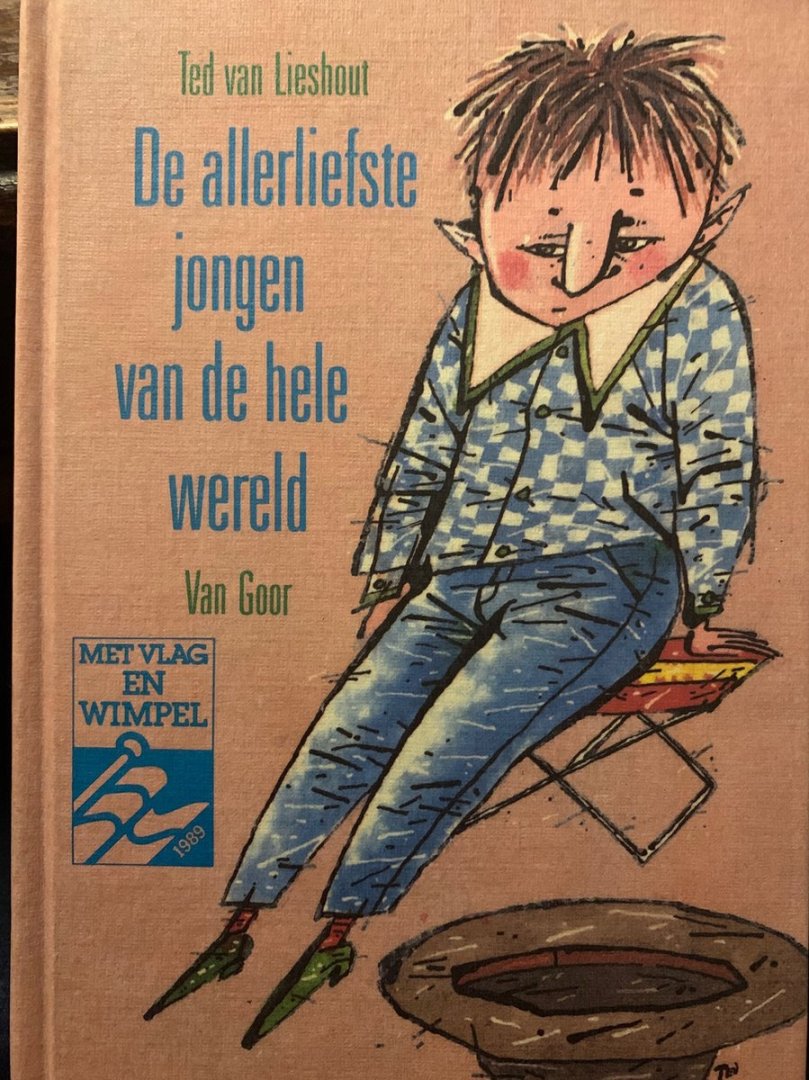 Ted van Lieshout
De allerliefste
jongen
van de hele
wereld
Van Goor
MET VLAG
EN
WIMPEL
1989